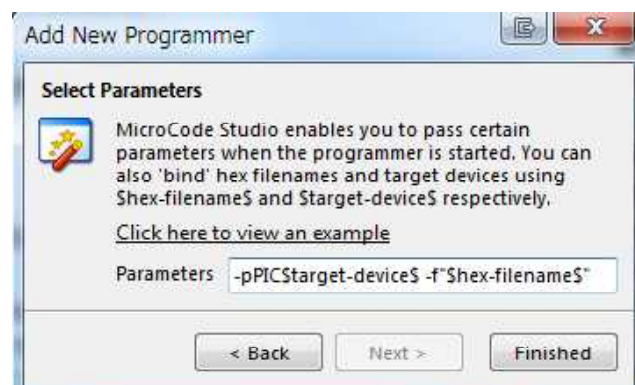 Add New Programmer
Select Parameters
MicroCode Studio enables you to pass certain
parameters when the programmer is started. You can
also 'bind' hex filenames and target devices using
$hex-filename$ and $target-device$ respectively.
Click here to view an example
Parameters -pPIC$target-device$ -f"$hex-filename$"
< Back Next > Finished